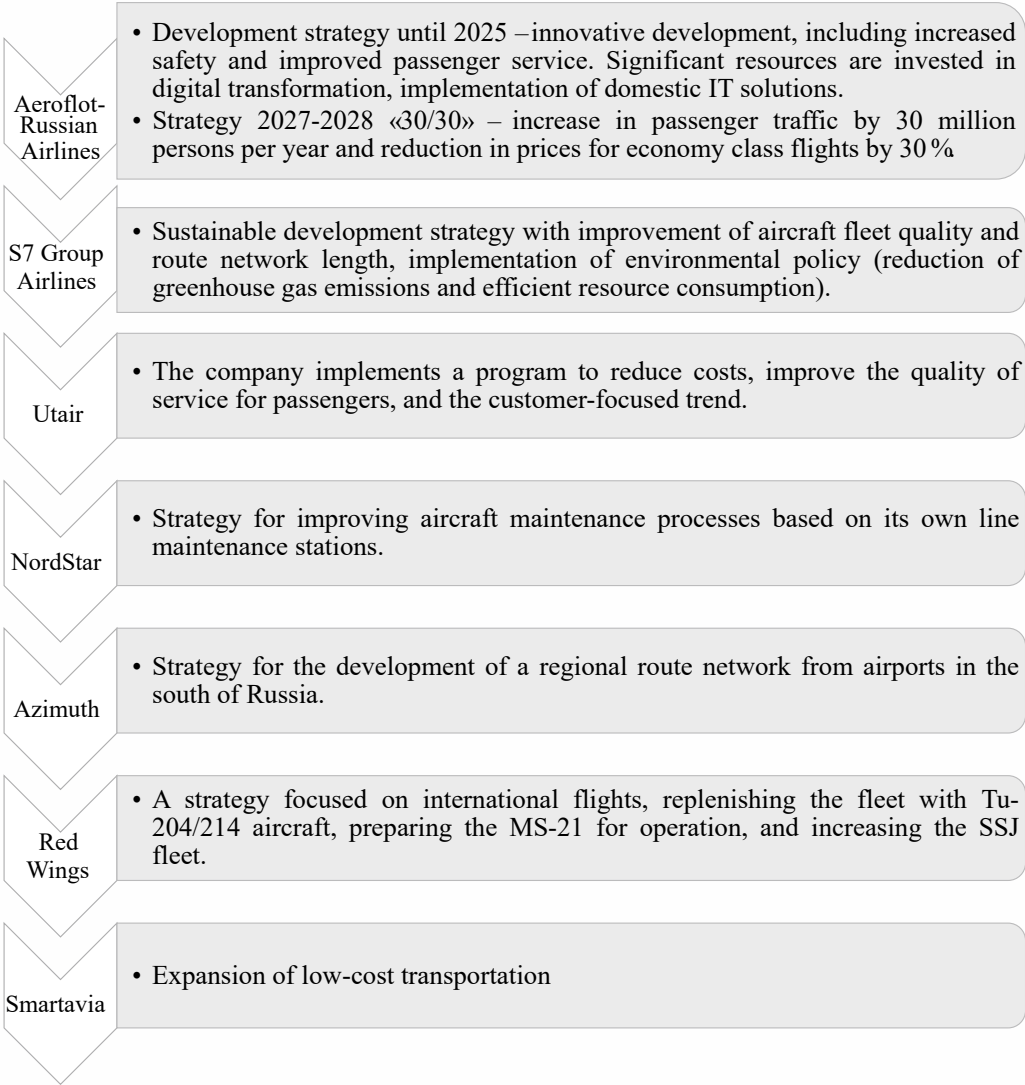 Aeroflot-
Russian
Airlines
• Development strategy until 2025 –innovative development, including increased
safety and improved passenger service. Significant resources are invested in
digital transformation, implementation of domestic IT solutions.
• Strategy 2027-2028 «30/30» – increase in passenger traffic by 30 million
persons per year and reduction in prices for economy class flights by 30 %.
S7 Group
Airlines
• Sustainable development strategy with improvement of aircraft fleet quality and
route network length, implementation of environmental policy (reduction of
greenhouse gas emissions and efficient resource consumption).
Utair
• The company implements a program to reduce costs, improve the quality of
service for passengers, and the customer-focused trend.
NordStar
• Strategy for improving aircraft maintenance processes based on its own line
maintenance stations.
Azimuth
• Strategy for the development of a regional route network from airports in the
south of Russia.
Red
Wings
• A strategy focused on international flights, replenishing the fleet with Tu-
204/214 aircraft, preparing the MS-21 for operation, and increasing the SSJ
fleet.
Smartavia
• Expansion of low-cost transportation